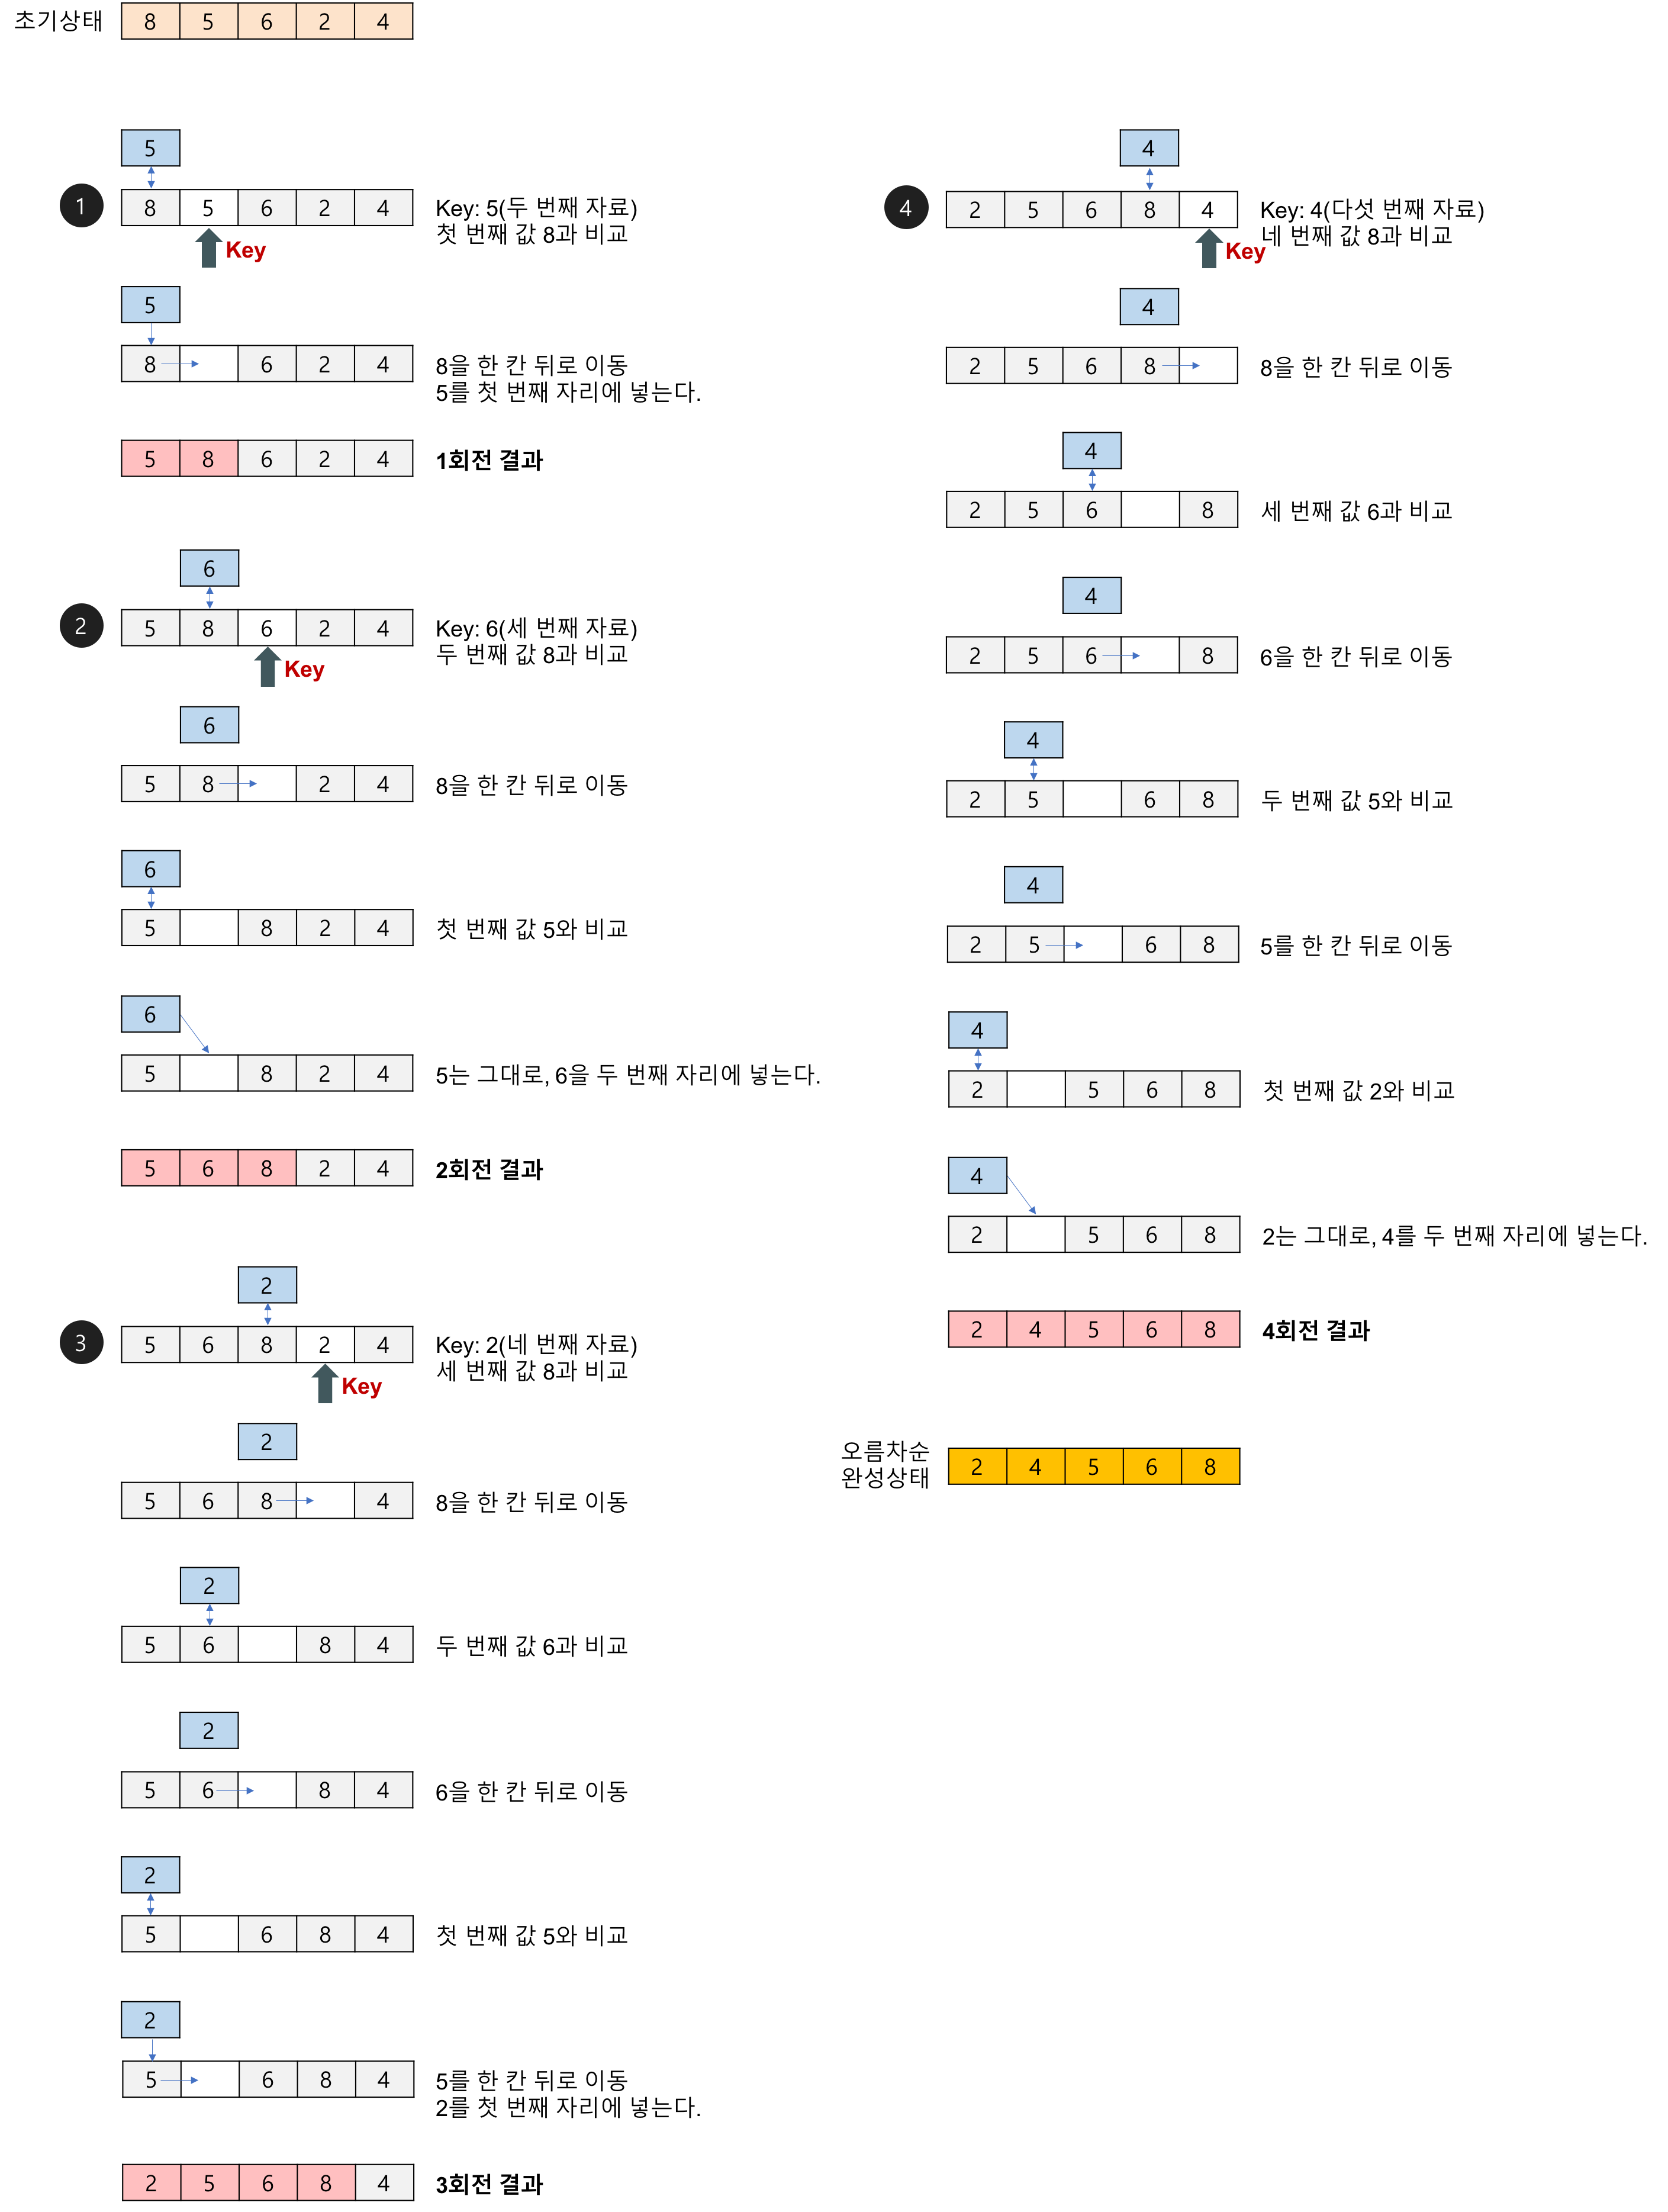 초기상태 8 5 6 2 4
5
1 8 5 6 2 4 Key: 5(두 번째 자료)
첫 번째 값 8과 비교
Key
5
8 6 2 4 8을 한 칸 뒤로 이동
5를 첫 번째 자리에 넣는다.
5 8 6 2 4 1회전 결과
6
2 5 8 6 2 4 Key: 6(세 번째 자료)
두 번째 값 8과 비교
Key
6
5 8 2 4 8을 한 칸 뒤로 이동
6
5 8 2 4 첫 번째 값 5와 비교
6
5 8 2 4 5는 그대로, 6을 두 번째 자리에 넣는다.
5 6 8 2 4 2회전 결과
2
3 5 6 8 2 4 Key: 2(네 번째 자료)
세 번째 값 8과 비교
Key
2
5 6 8 4 8을 한 칸 뒤로 이동
2
5 6 8 4 두 번째 값 6과 비교
2
5 6 8 4 6을 한 칸 뒤로 이동
2
5 6 8 4 첫 번째 값 5와 비교
2
5 6 8 4 5를 한 칸 뒤로 이동
2를 첫 번째 자리에 넣는다.
2 5 6 8 4 3회전 결과
4
4 2 5 6 8 4 Key: 4(다섯 번째 자료)
네 번째 값 8과 비교
Key
4
2 5 6 8 8을 한 칸 뒤로 이동
4
2 5 6 8 세 번째 값 6과 비교
4
2 5 6 8 6을 한 칸 뒤로 이동
4
2 5 6 8 두 번째 값 5와 비교
4
2 5 6 8 5를 한 칸 뒤로 이동
4
2 5 6 8 첫 번째 값 2와 비교
4
2 5 6 8 2는 그대로, 4를 두 번째 자리에 넣는다.
2 4 5 6 8 4회전 결과
오름차순
완성상태 2 4 5 6 8